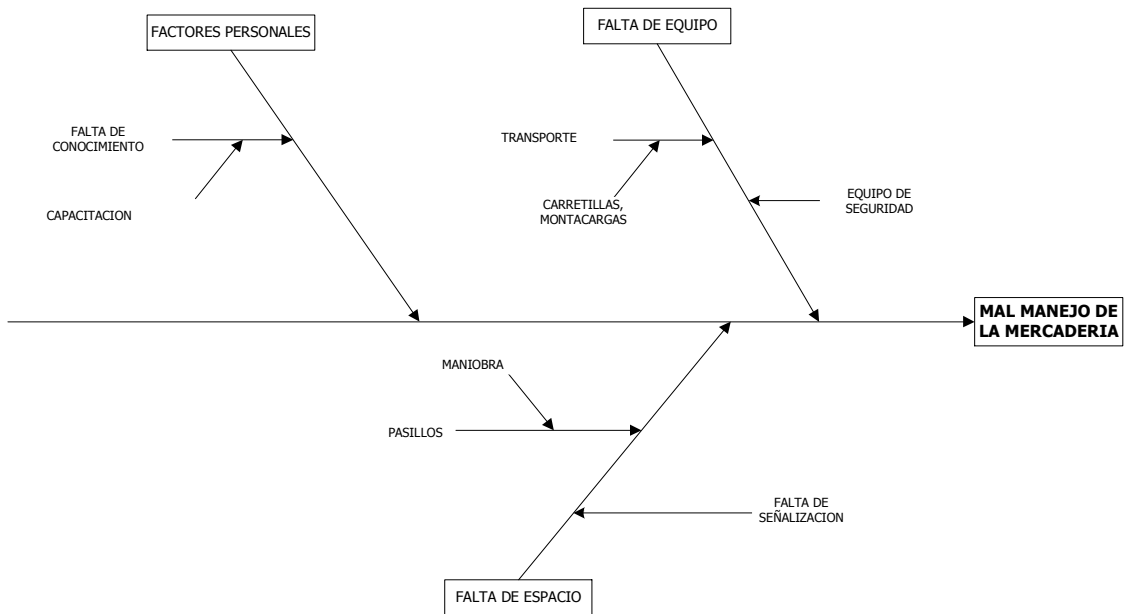 FACTORES PERSONALES
FALTA DE EQUIPO
FALTA DE
CONOCIMIENTO
CAPACITACION
TRANSPORTE
CARRETILLAS,
MONTACARGAS
EQUIPO DE
SEGURIDAD
MAL MANEJO DE
LA MERCADERIA
MANIOBRA
PASILLOS
FALTA DE
SEÑALIZACION
FALTA DE ESPACIO